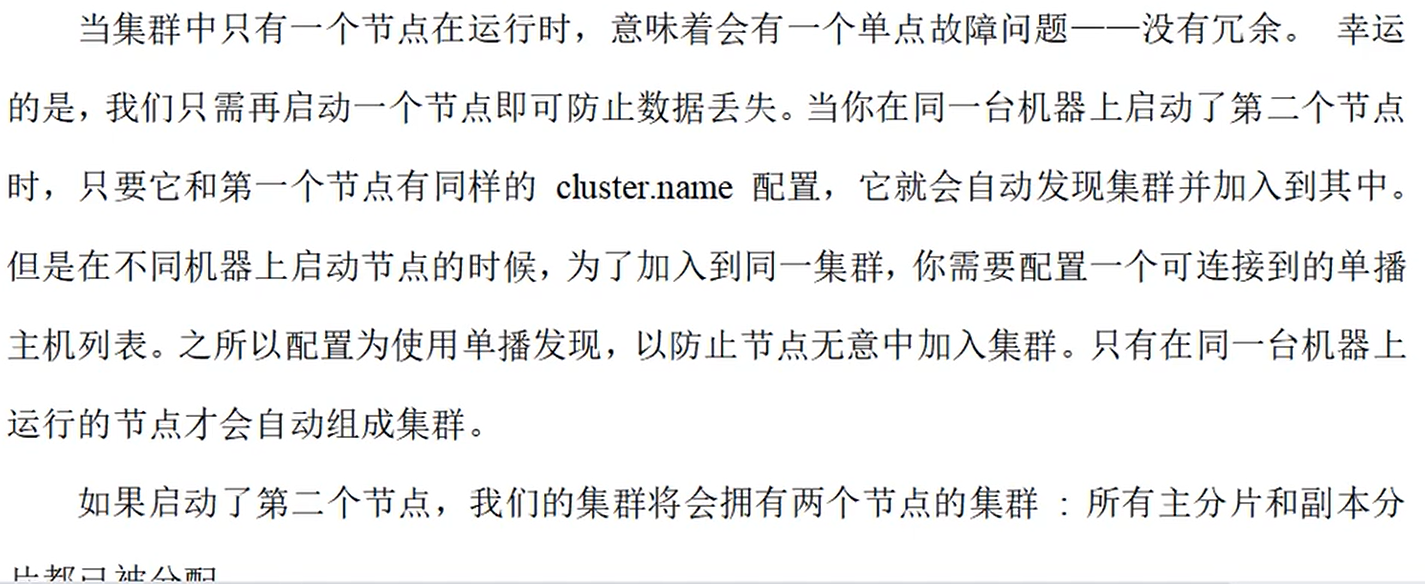 当集群中只有一个节点在运行时，意味着会有一个单点故障问题——没有冗余。 幸运
的是，我们只需再启动一个节点即可防止数据丢失。当你在同一台机器上启动了第二个节点
时，只要它和第一个节点有同样的 cluster.name 配置，它就会自动发现集群并加入到其中。
但是在不同机器上启动节点的时候，为了加入到同一集群，你需要配置一个可连接到的单播
主机列表。之所以配置为使用单播发现，以防止节点无意中加入集群。只有在同一台机器上
运行的节点才会自动组成集群。
如果启动了第二个节点，我们的集群将会拥有两个节点的集群 : 所有主分片和副本分
片都已被分配